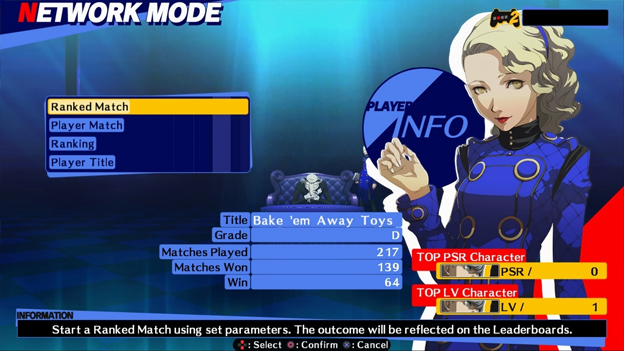 NETWORK MODE
2
Ranked Match
Player Match
Ranking
Player Title
PLAYER
INFO
Title Bake 'em Away Toys
Grade D
Matches Played 217
Matches Won 139
Win 64
TOP PSR Character
PSR / 0
TOP LV Character
LV / 1
INFORMATION
Start a Ranked Match using set parameters. The outcome will be reflected on the Leaderboards.
: Select : Confirm : Cancel